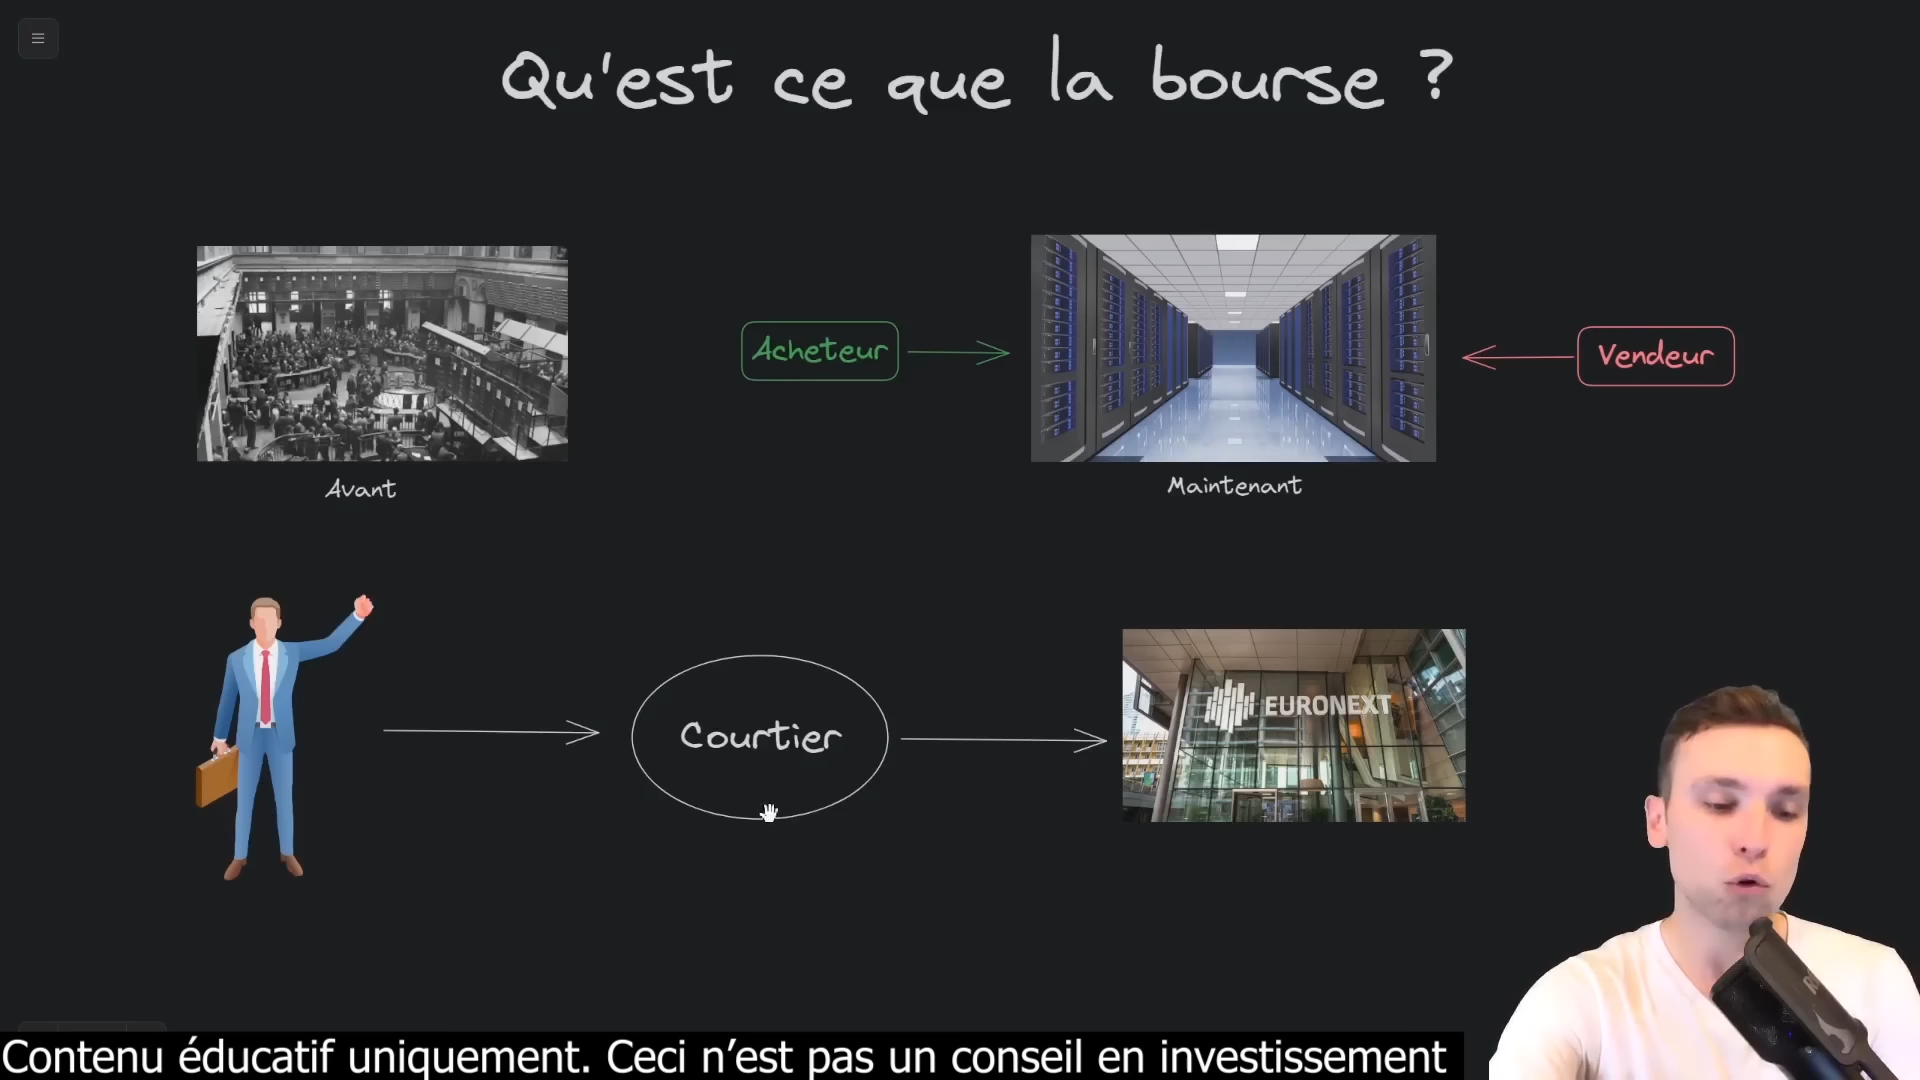 Qu'est ce que la bourse ?
Acheteur
Vendeur
Avant
Maintenant
Courtier
EURONEXT
Contenu éducatif uniquement. Ceci n’est pas un conseil en investissement